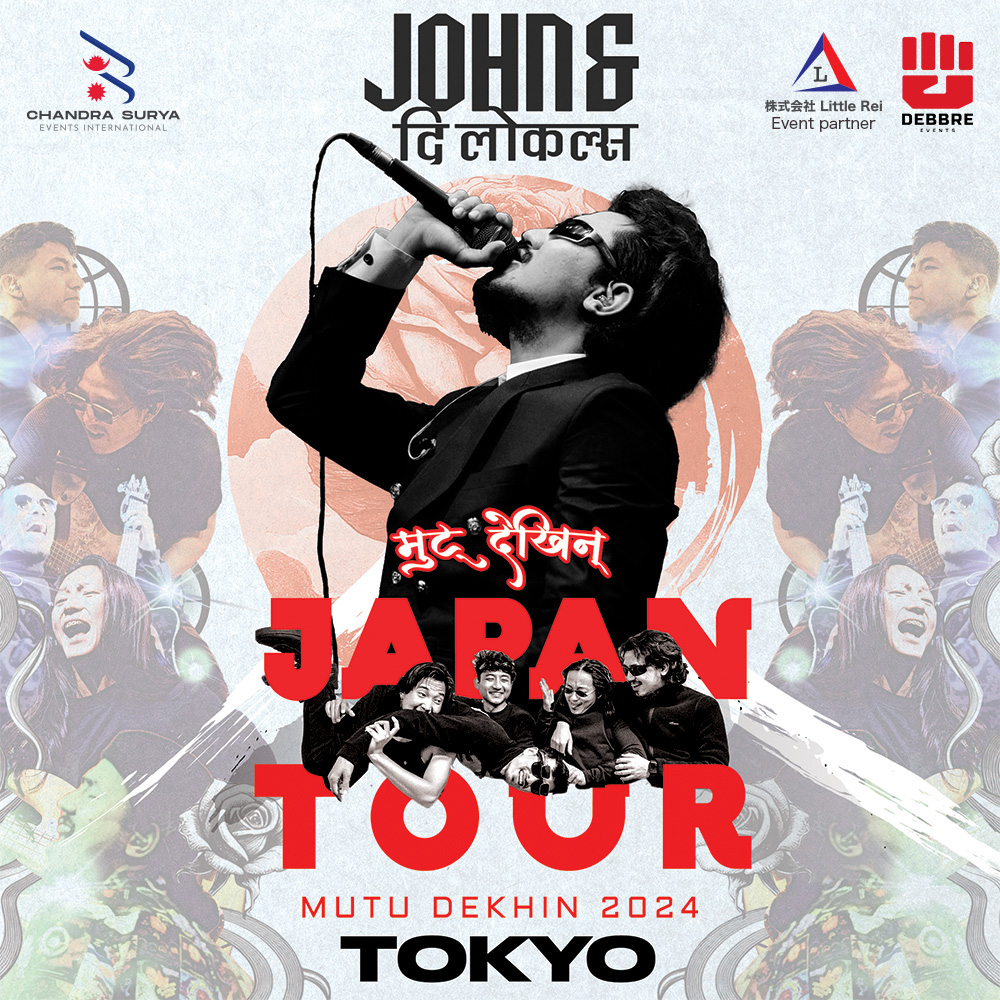 JOHN &
दि लोकल्स
CHANDRA SURYA
EVENTS INTERNATIONAL
L
株式会社 Little Rei
Event partner
DEBBRE
EVENTS
मुटु देखिन्
JAPAN
TOUR
MUTU DEKHIN 2024
TOKYO